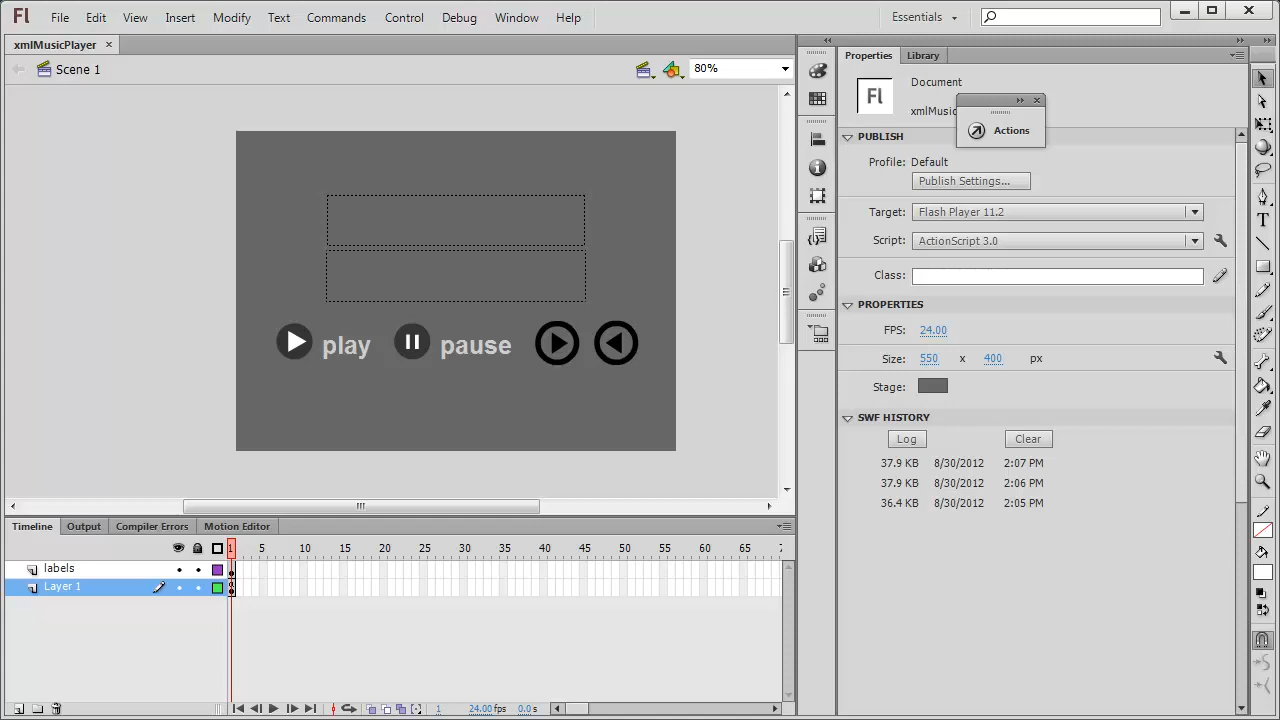 Fl File Edit View Insert Modify Text Commands Control Debug Window Help Essentials
xmlMusicPlayer
Scene 1 80%
play pause
Properties Library
Fl Document
xmlMusic
Actions
PUBLISH
Profile: Default
Publish Settings...
Target: Flash Player 11.2
Script: ActionScript 3.0
Class:
PROPERTIES
FPS: 24.00
Size: 550 x 400 px
Stage:
SWF HISTORY
Log Clear
37.9 KB 8/30/2012 2:07 PM
37.9 KB 8/30/2012 2:06 PM
36.4 KB 8/30/2012 2:05 PM
Timeline Output Compiler Errors Motion Editor
1 5 10 15 20 25 30 35 40 45 50 55 60 65 7
labels
Layer 1
1 24.00 fps 0.0 s